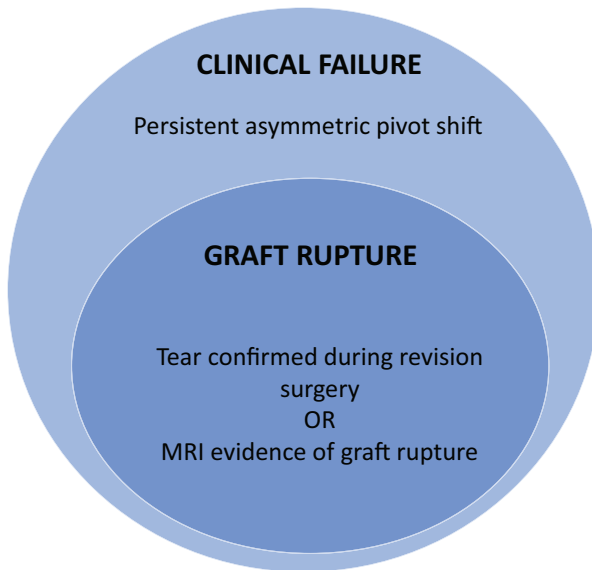 CLINICAL FAILURE
Persistent asymmetric pivot shift
GRAFT RUPTURE
Tear confirmed during revision
surgery
OR
MRI evidence of graft rupture